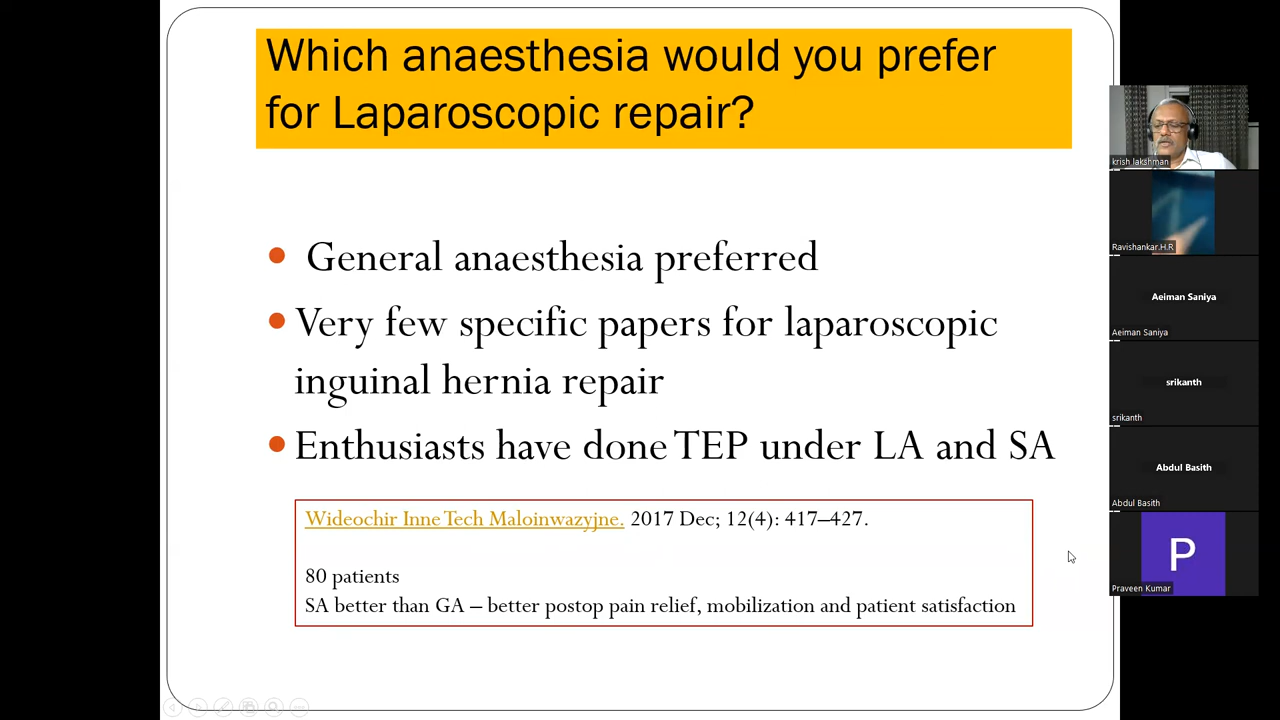 Which anaesthesia would you prefer
for Laparoscopic repair?
General anaesthesia preferred
Very few specific papers for laparoscopic
inguinal hernia repair
Enthusiasts have done TEP under LA and SA
Wideochir Inne Tech Maloinwazyjne. 2017 Dec; 12(4): 417–427.
80 patients
SA better than GA – better postop pain relief, mobilization and patient satisfaction
krish lakshman
Ravishankar.H.R
Aeiman Saniya
Aeiman Saniya
srikanth
srikanth
Abdul Basith
Abdul Basith
P
Praveen Kumar